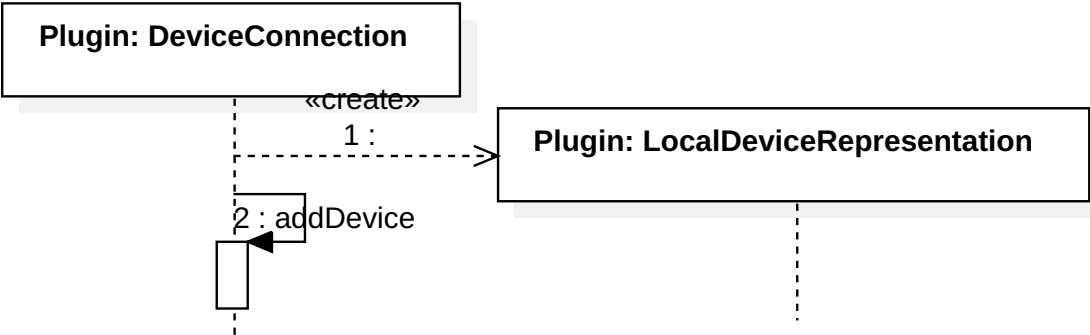 Plugin: DeviceConnection
«create»
1 :
Plugin: LocalDeviceRepresentation
2 : addDevice